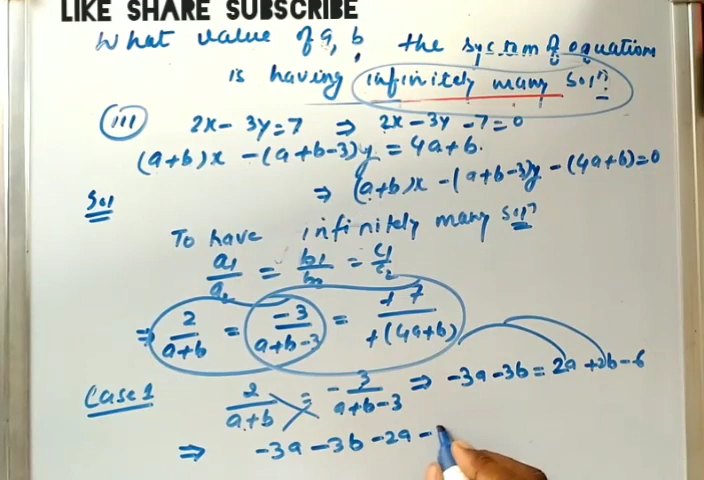 LIKE SHARE SUBSCRIBE
What value of a, b the system of equations
is having infinitely many Sol?
(iii) 2x - 3y = 7 ⇒ 2x - 3y - 7 = 0
(a+b)x - (a+b-3)y = 4a+b.
⇒ (a+b)x - (a+b-3)y - (4a+b) = 0
Sol
To have infinitely many Sol?
a1/a2 = b1/b2 = c1/c2
⇒ 2/(a+b) = -3/(a+b-3) = +7/+(4a+b)
Case 1 2/(a+b) = -3/(a+b-3) ⇒ -3a-3b = 2a+2b-6
⇒ -3a-3b-2a-